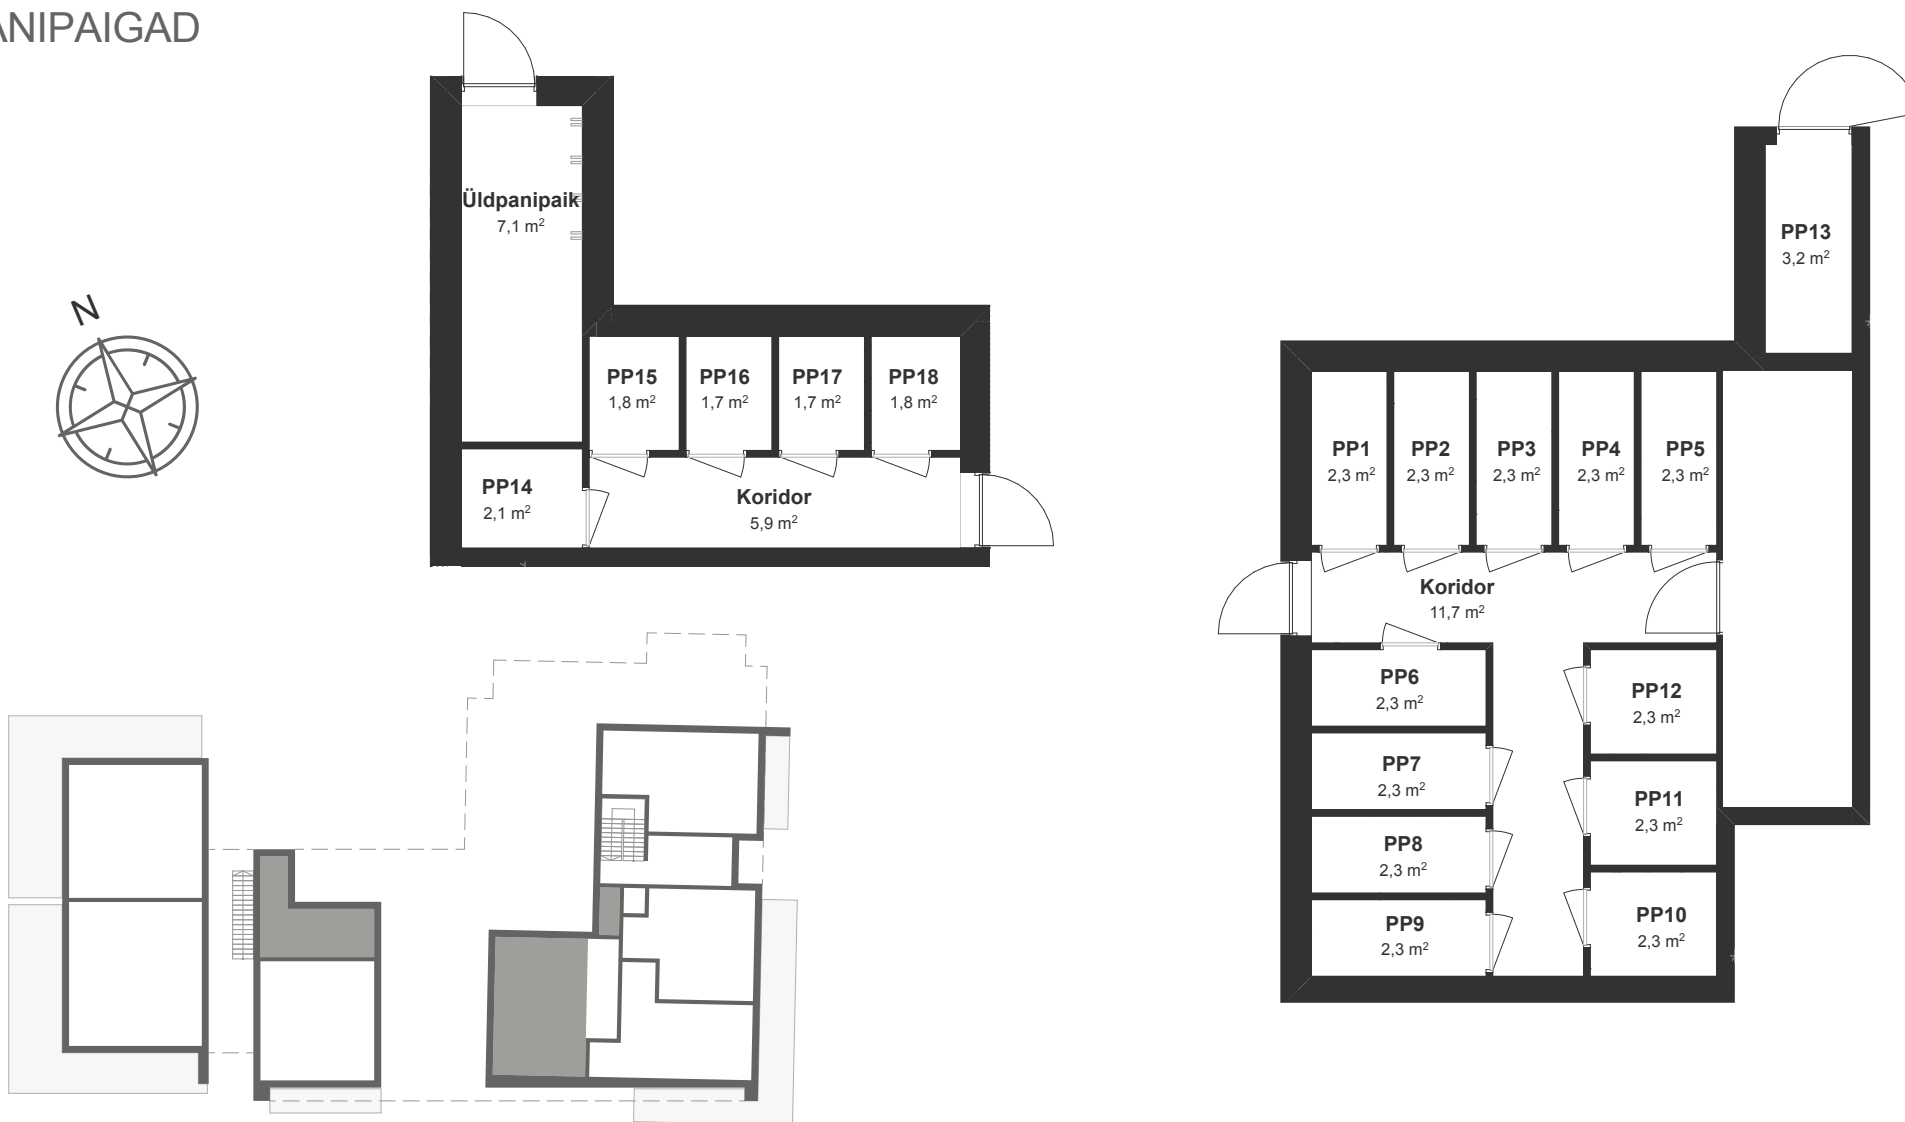 ANIPAIGAD
N
Üldpanipaik
7,1 m²
PP15
1,8 m²
PP16
1,7 m²
PP17
1,7 m²
PP18
1,8 m²
PP14
2,1 m²
Koridor
5,9 m²
PP13
3,2 m²
PP1
2,3 m²
PP2
2,3 m²
PP3
2,3 m²
PP4
2,3 m²
PP5
2,3 m²
Koridor
11,7 m²
PP6
2,3 m²
PP12
2,3 m²
PP7
2,3 m²
PP11
2,3 m²
PP8
2,3 m²
PP10
2,3 m²
PP9
2,3 m²